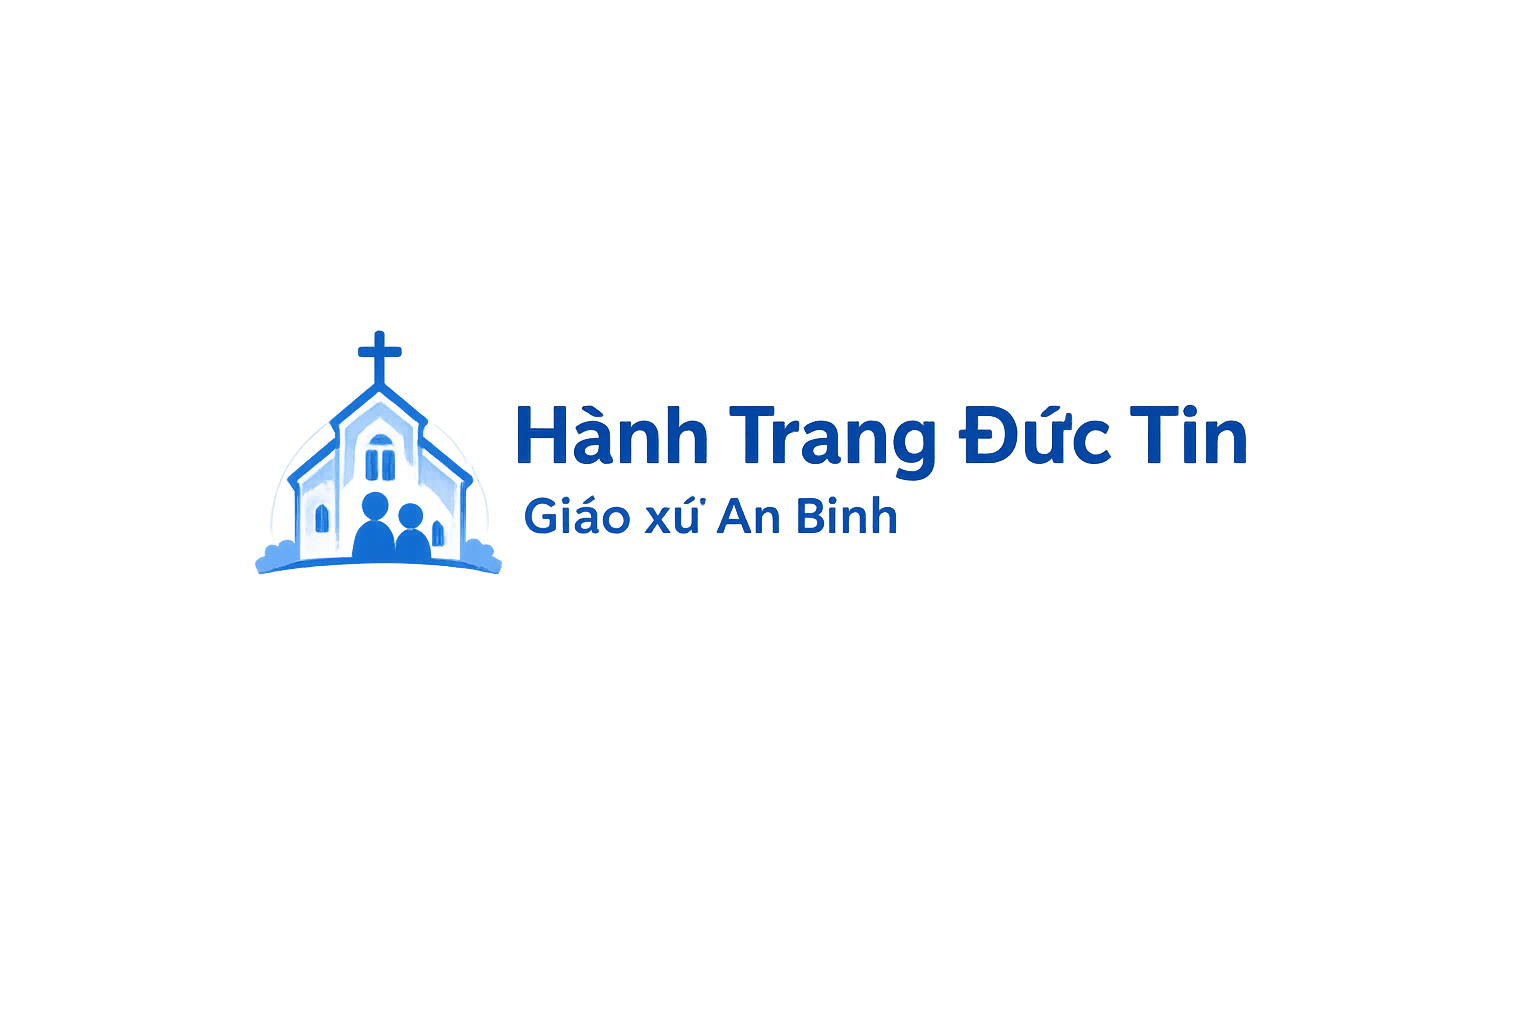 Hành Trang Đức Tin
Giáo xứ An Binh